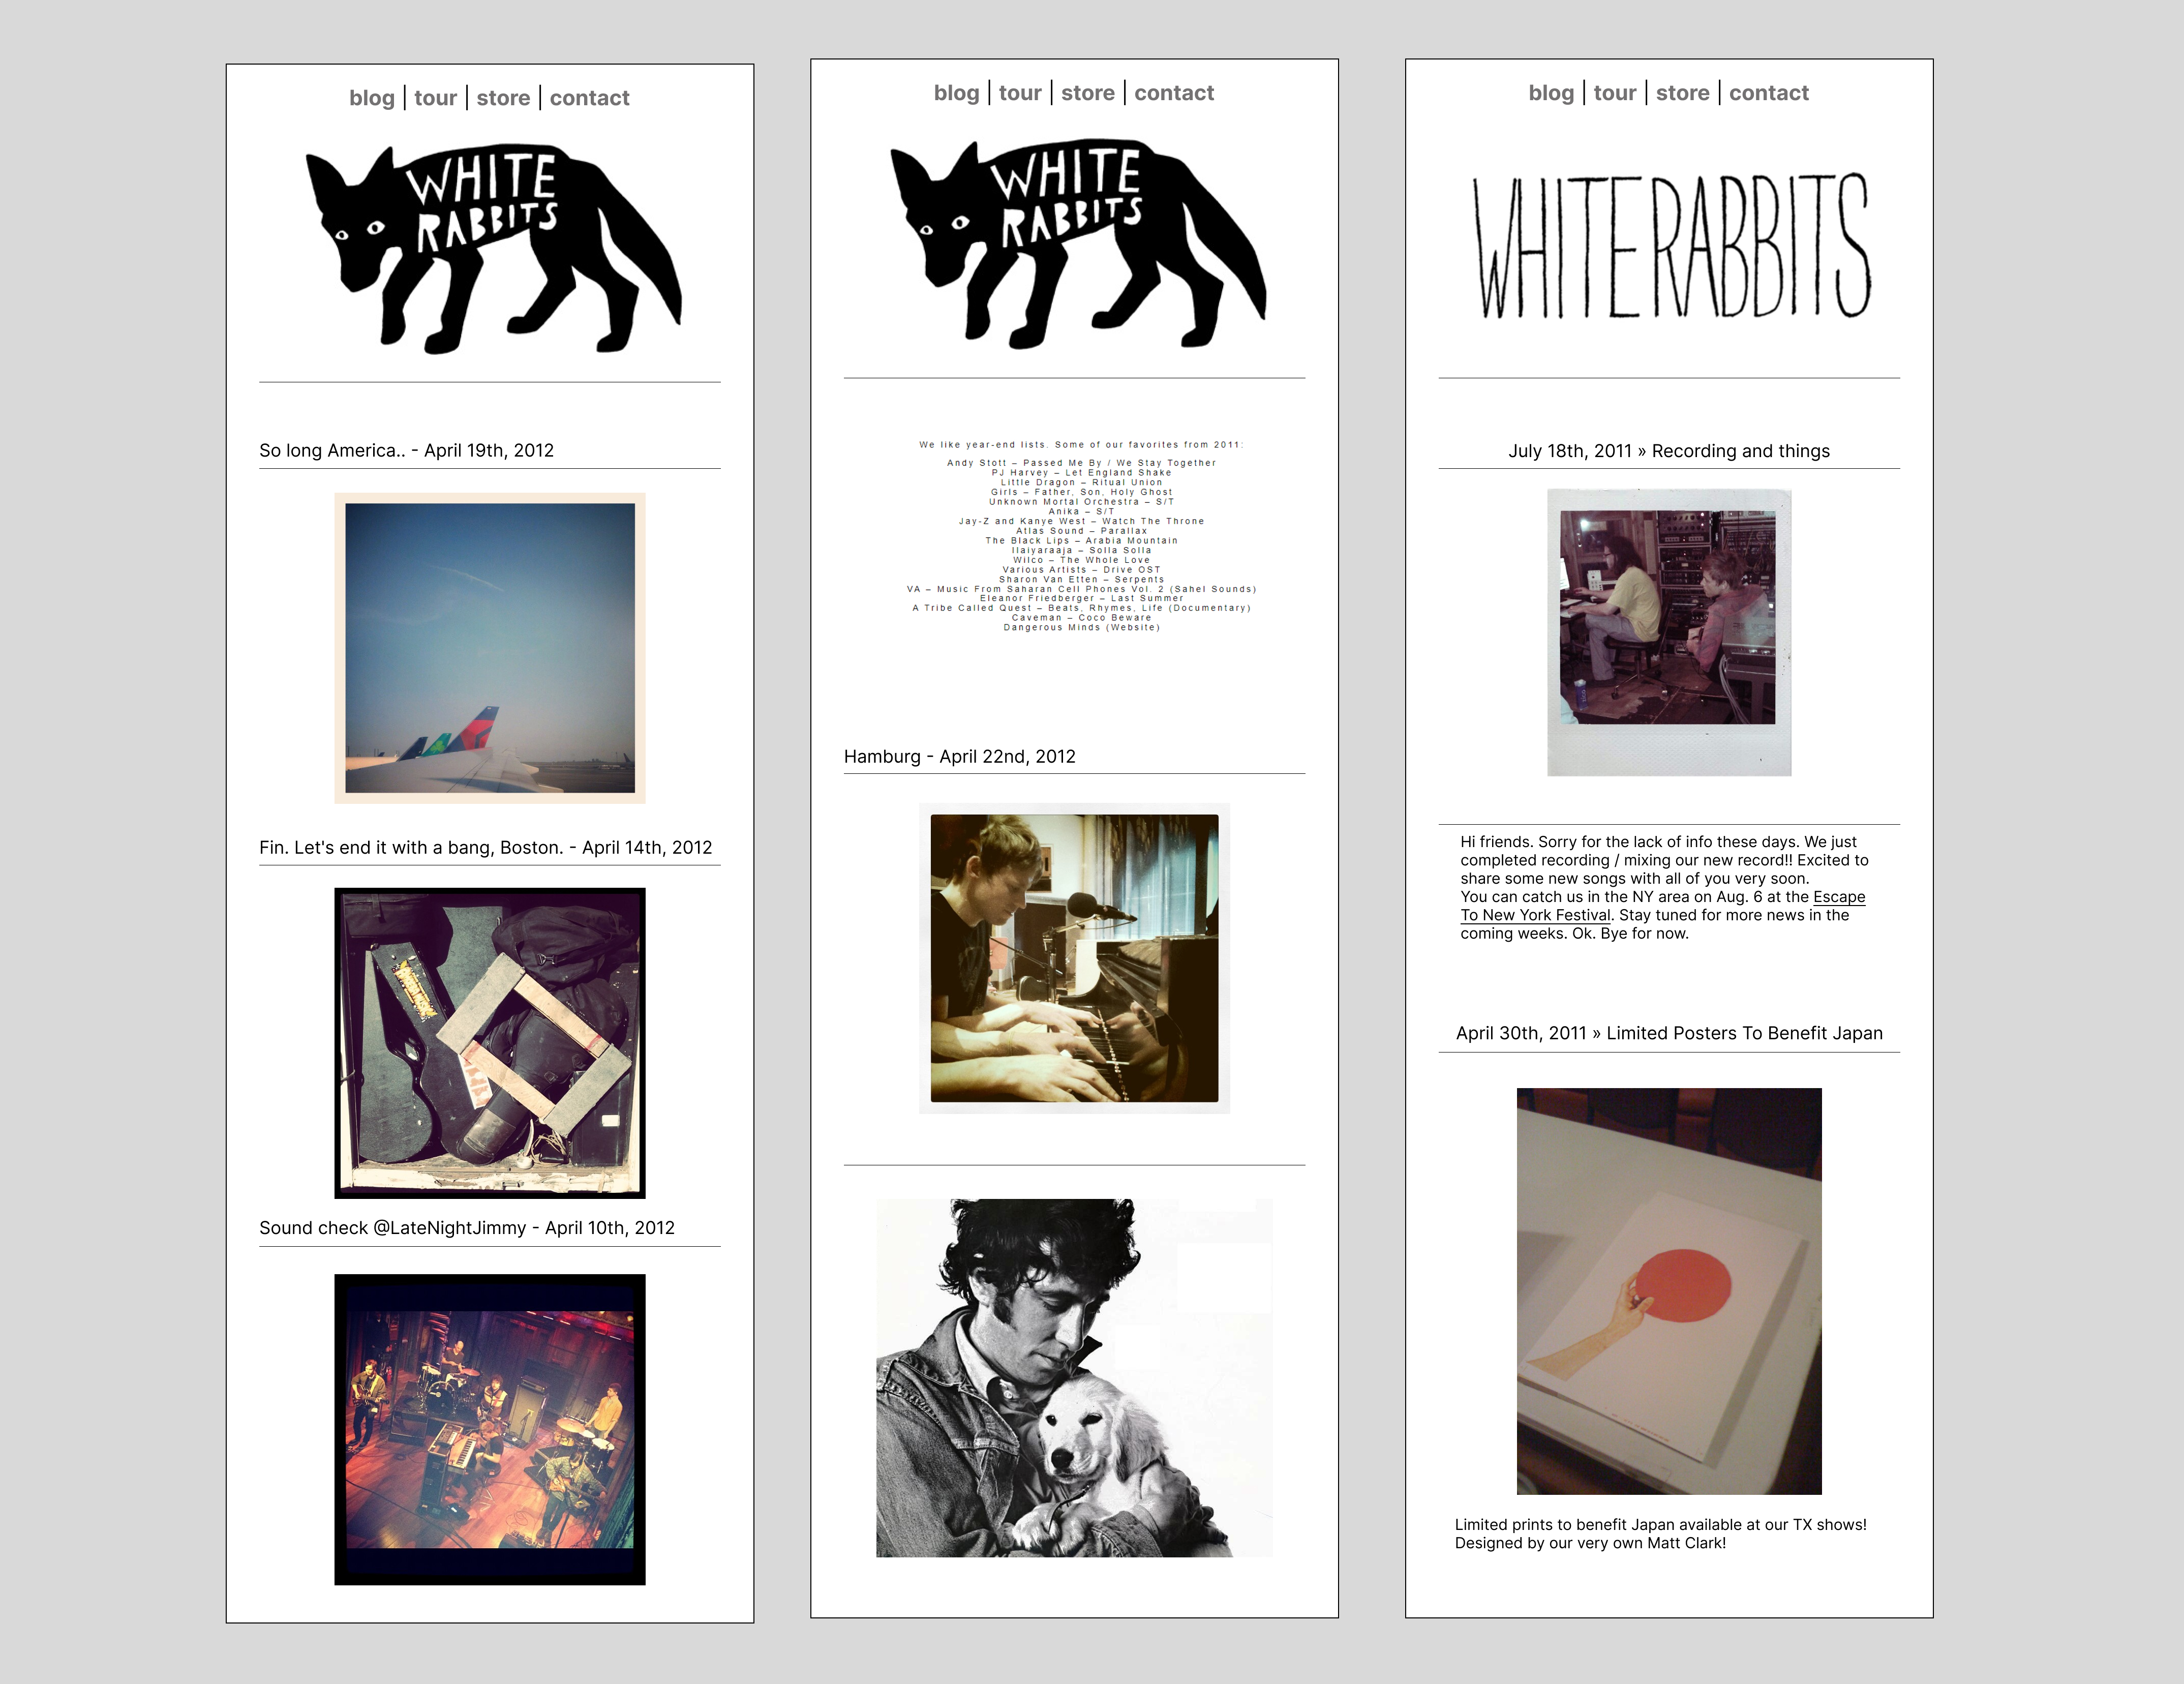 blog | tour | store | contact
WHITE
RABBITS
So long America.. - April 19th, 2012
Fin. Let's end it with a bang, Boston. - April 14th, 2012
Sound check @LateNightJimmy - April 10th, 2012
blog | tour | store | contact
WHITE
RABBITS
We like year-end lists. Some of our favorites from 2011:
Andy Stott – Passed Me By / We Stay Together
PJ Harvey – Let England Shake
Little Dragon – Ritual Union
Girls – Father, Son, Holy Ghost
Unknown Mortal Orchestra – S/T
Anika – S/T
Jay-Z and Kanye West – Watch The Throne
Atlas Sound – Parallax
The Black Lips – Arabia Mountain
Ilaiyaraaja – Solla Solla
Wilco – The Whole Love
Various Artists – Drive OST
Sharon Van Etten – Serpents
VA – Music From Saharan Cell Phones Vol. 2 (Sahel Sounds)
Eleanor Friedberger – Last Summer
A Tribe Called Quest – Beats, Rhymes, Life (Documentary)
Caveman – Coco Beware
Dangerous Minds (Website)
Hamburg - April 22nd, 2012
blog | tour | store | contact
WHITE RABBITS
July 18th, 2011 » Recording and things
Hi friends. Sorry for the lack of info these days. We just
completed recording / mixing our new record!! Excited to
share some new songs with all of you very soon.
You can catch us in the NY area on Aug. 6 at the Escape
To New York Festival. Stay tuned for more news in the
coming weeks. Ok. Bye for now.
April 30th, 2011 » Limited Posters To Benefit Japan
Limited prints to benefit Japan available at our TX shows!
Designed by our very own Matt Clark!